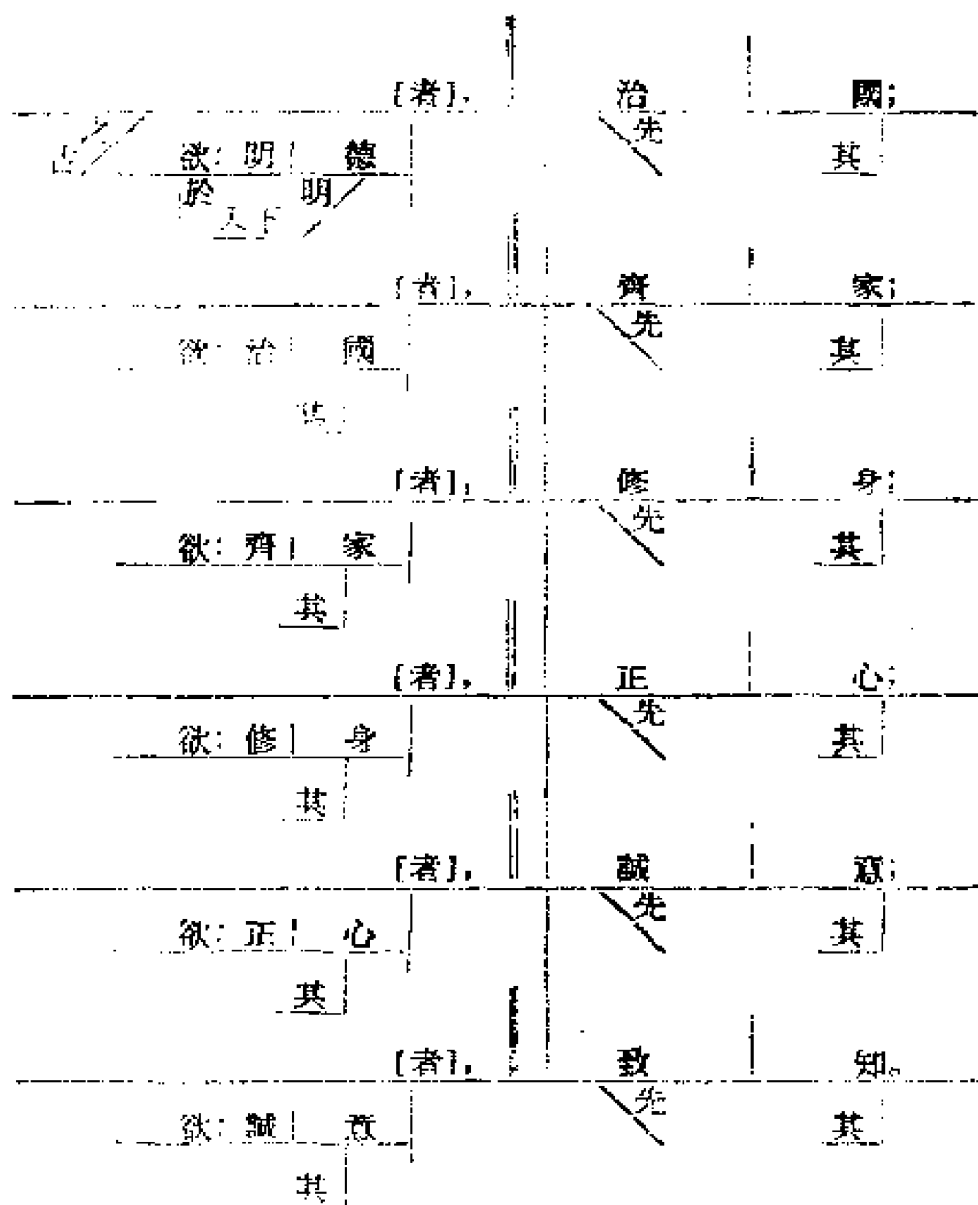 [者]， 治 國；
先
欲 明 德 其
於 明
天下
[者]， 齊 家；
先
欲 治 國 其
其
[者]， 修 身；
先
欲 齊 家 其
其
[者]， 正 心；
先
欲 修 身 其
其
[者]， 誠 意；
先
欲 正 心 其
其
[者]， 致 知。
先
欲 誠 意 其
其